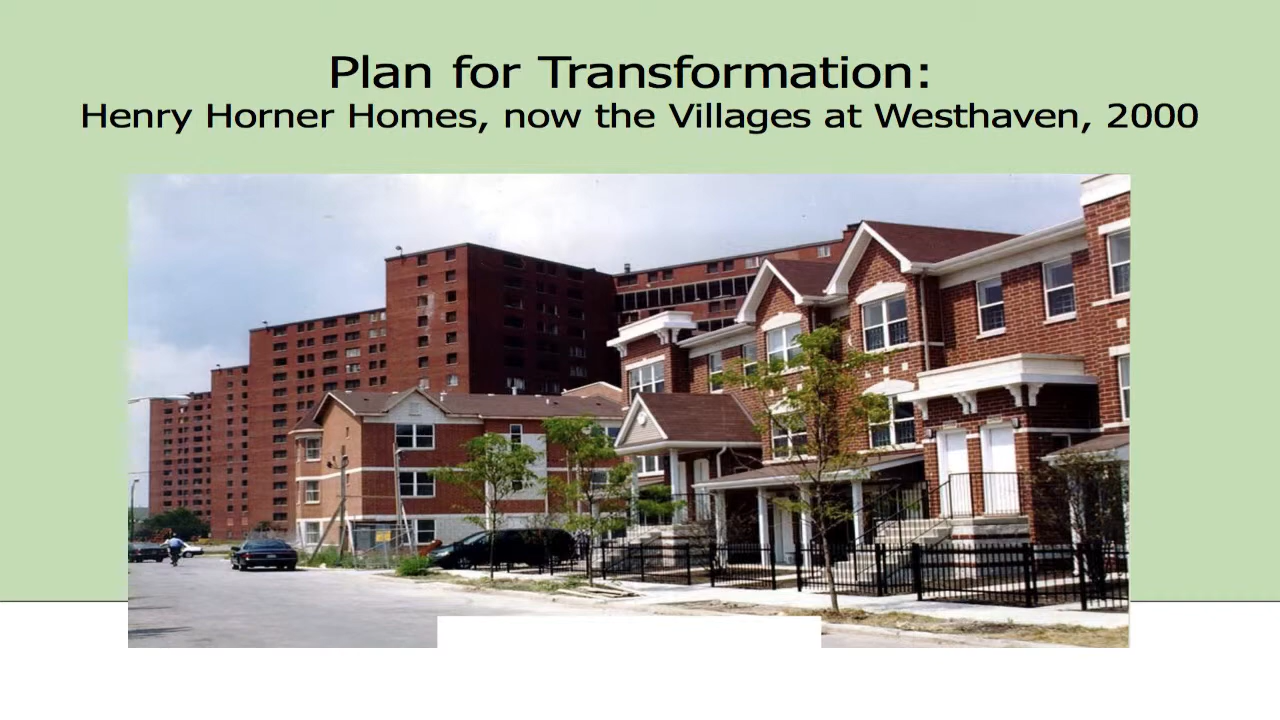 Plan for Transformation:
Henry Horner Homes, now the Villages at Westhaven, 2000